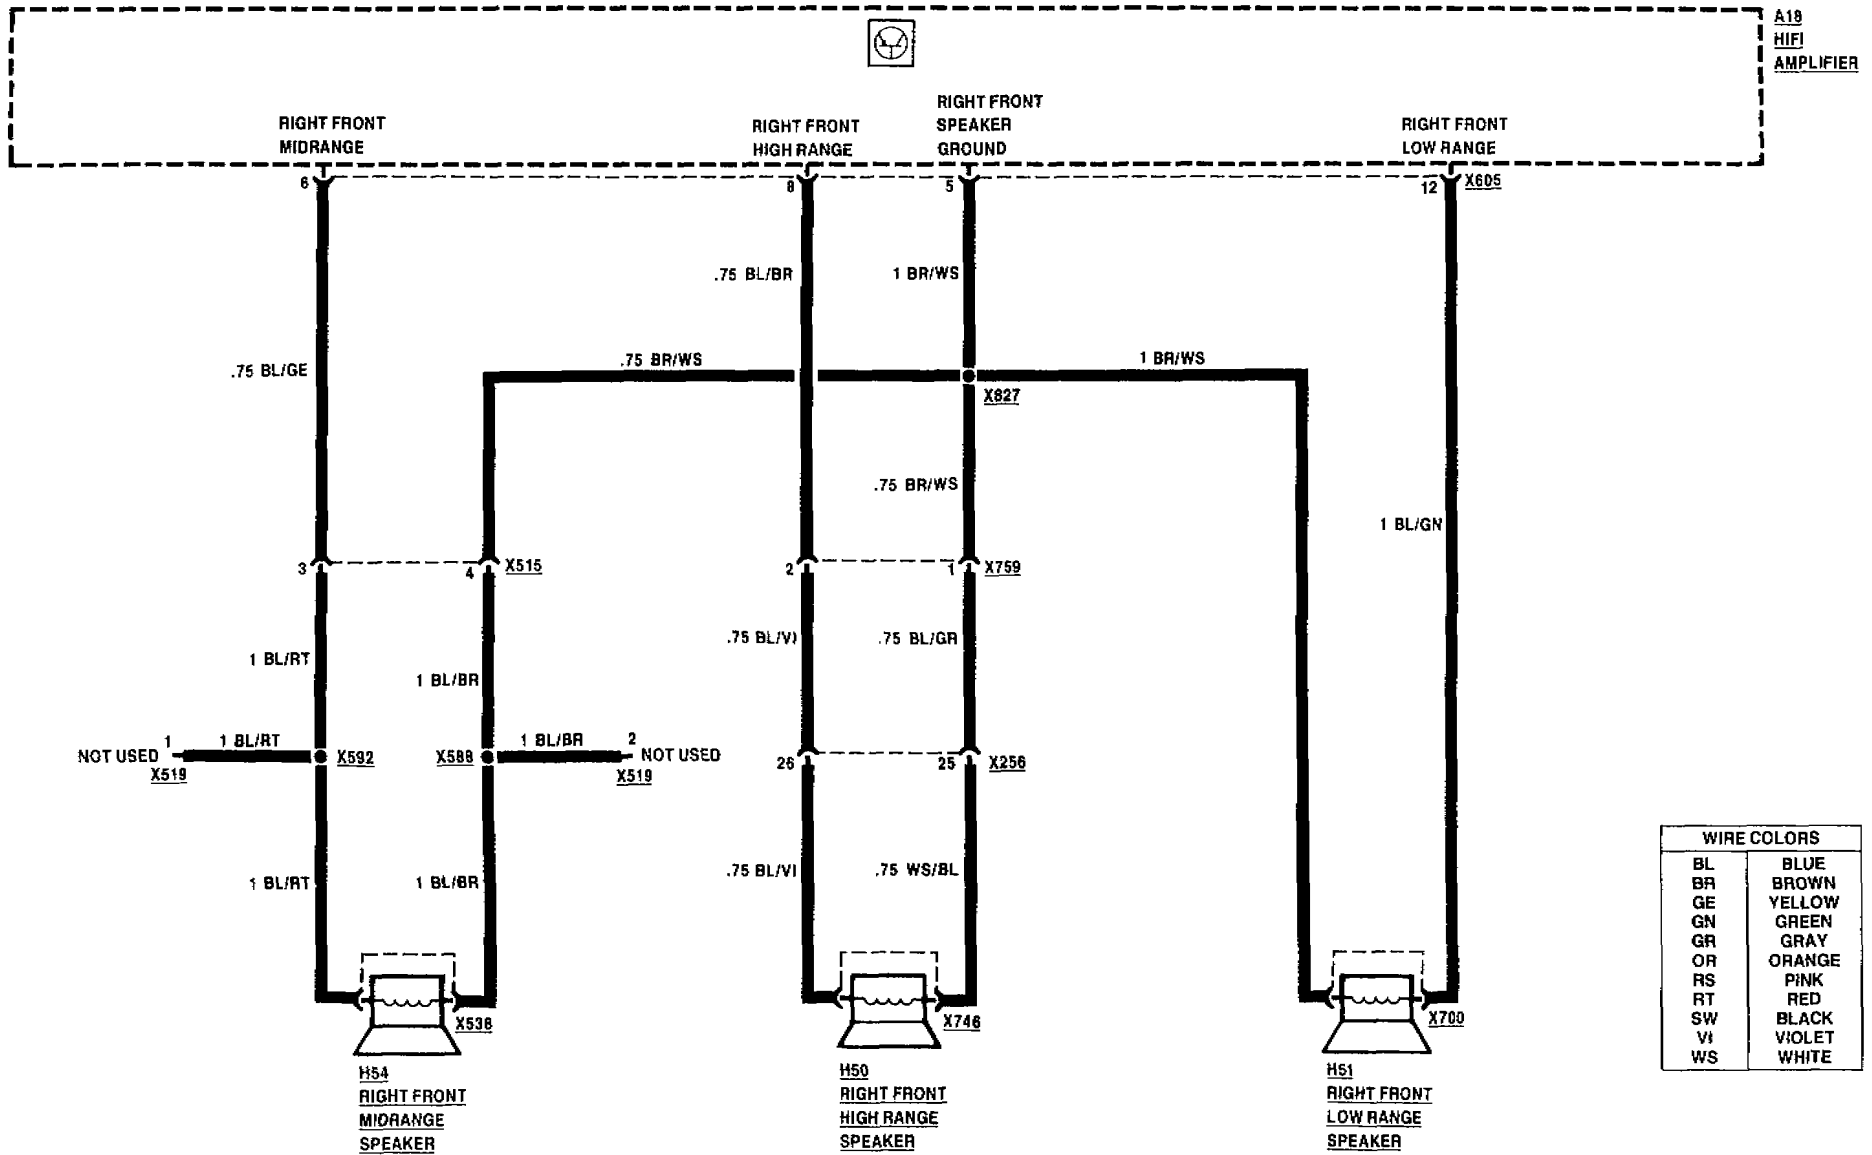 A18
HIFI
AMPLIFIER
RIGHT FRONT
MIDRANGE
RIGHT FRONT
HIGH RANGE
RIGHT FRONT
SPEAKER
GROUND
RIGHT FRONT
LOW RANGE
6
8
5
12
X605
.75 BL/BR
1 BR/WS
.75 BL/GE
.75 BR/WS
1 BR/WS
X827
.75 BR/WS
1 BL/GN
3
4
X515
2
1
X759
.75 BL/VI
.75 BL/GR
1 BL/RT
1 BL/BR
NOT USED
1
X519
1 BL/RT
X592
X588
1 BL/BR
2
NOT USED
X519
26
25
X256
1 BL/RT
1 BL/BR
.75 BL/VI
.75 WS/BL
X538
X746
X700
H54
RIGHT FRONT
MIDRANGE
SPEAKER
H50
RIGHT FRONT
HIGH RANGE
SPEAKER
H51
RIGHT FRONT
LOW RANGE
SPEAKER
WIRE COLORS
BL BLUE
BR BROWN
GE YELLOW
GN GREEN
GR GRAY
OR ORANGE
RS PINK
RT RED
SW BLACK
VI VIOLET
WS WHITE